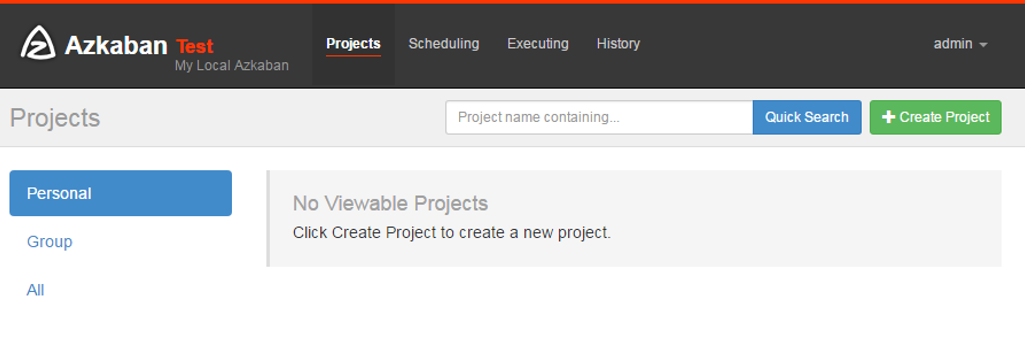 Azkaban Test
My Local Azkaban
Projects Scheduling Executing History admin
Projects
Project name containing... Quick Search Create Project
Personal
Group
All
No Viewable Projects
Click Create Project to create a new project.